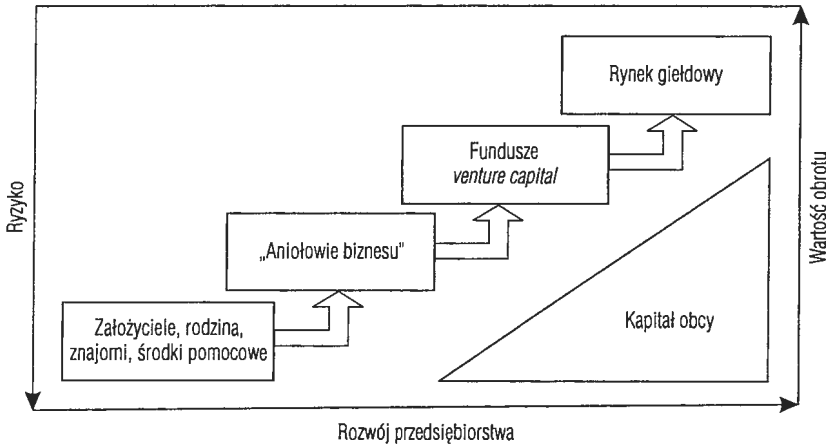 Rynek giełdowy
Fundusze
venture capital
„Aniołowie biznesu"
Założyciele, rodzina,
znajomi, środki pomocowe
Kapitał obcy
Ryzyko
Wartość obrotu
Rozwój przedsiębiorstwa